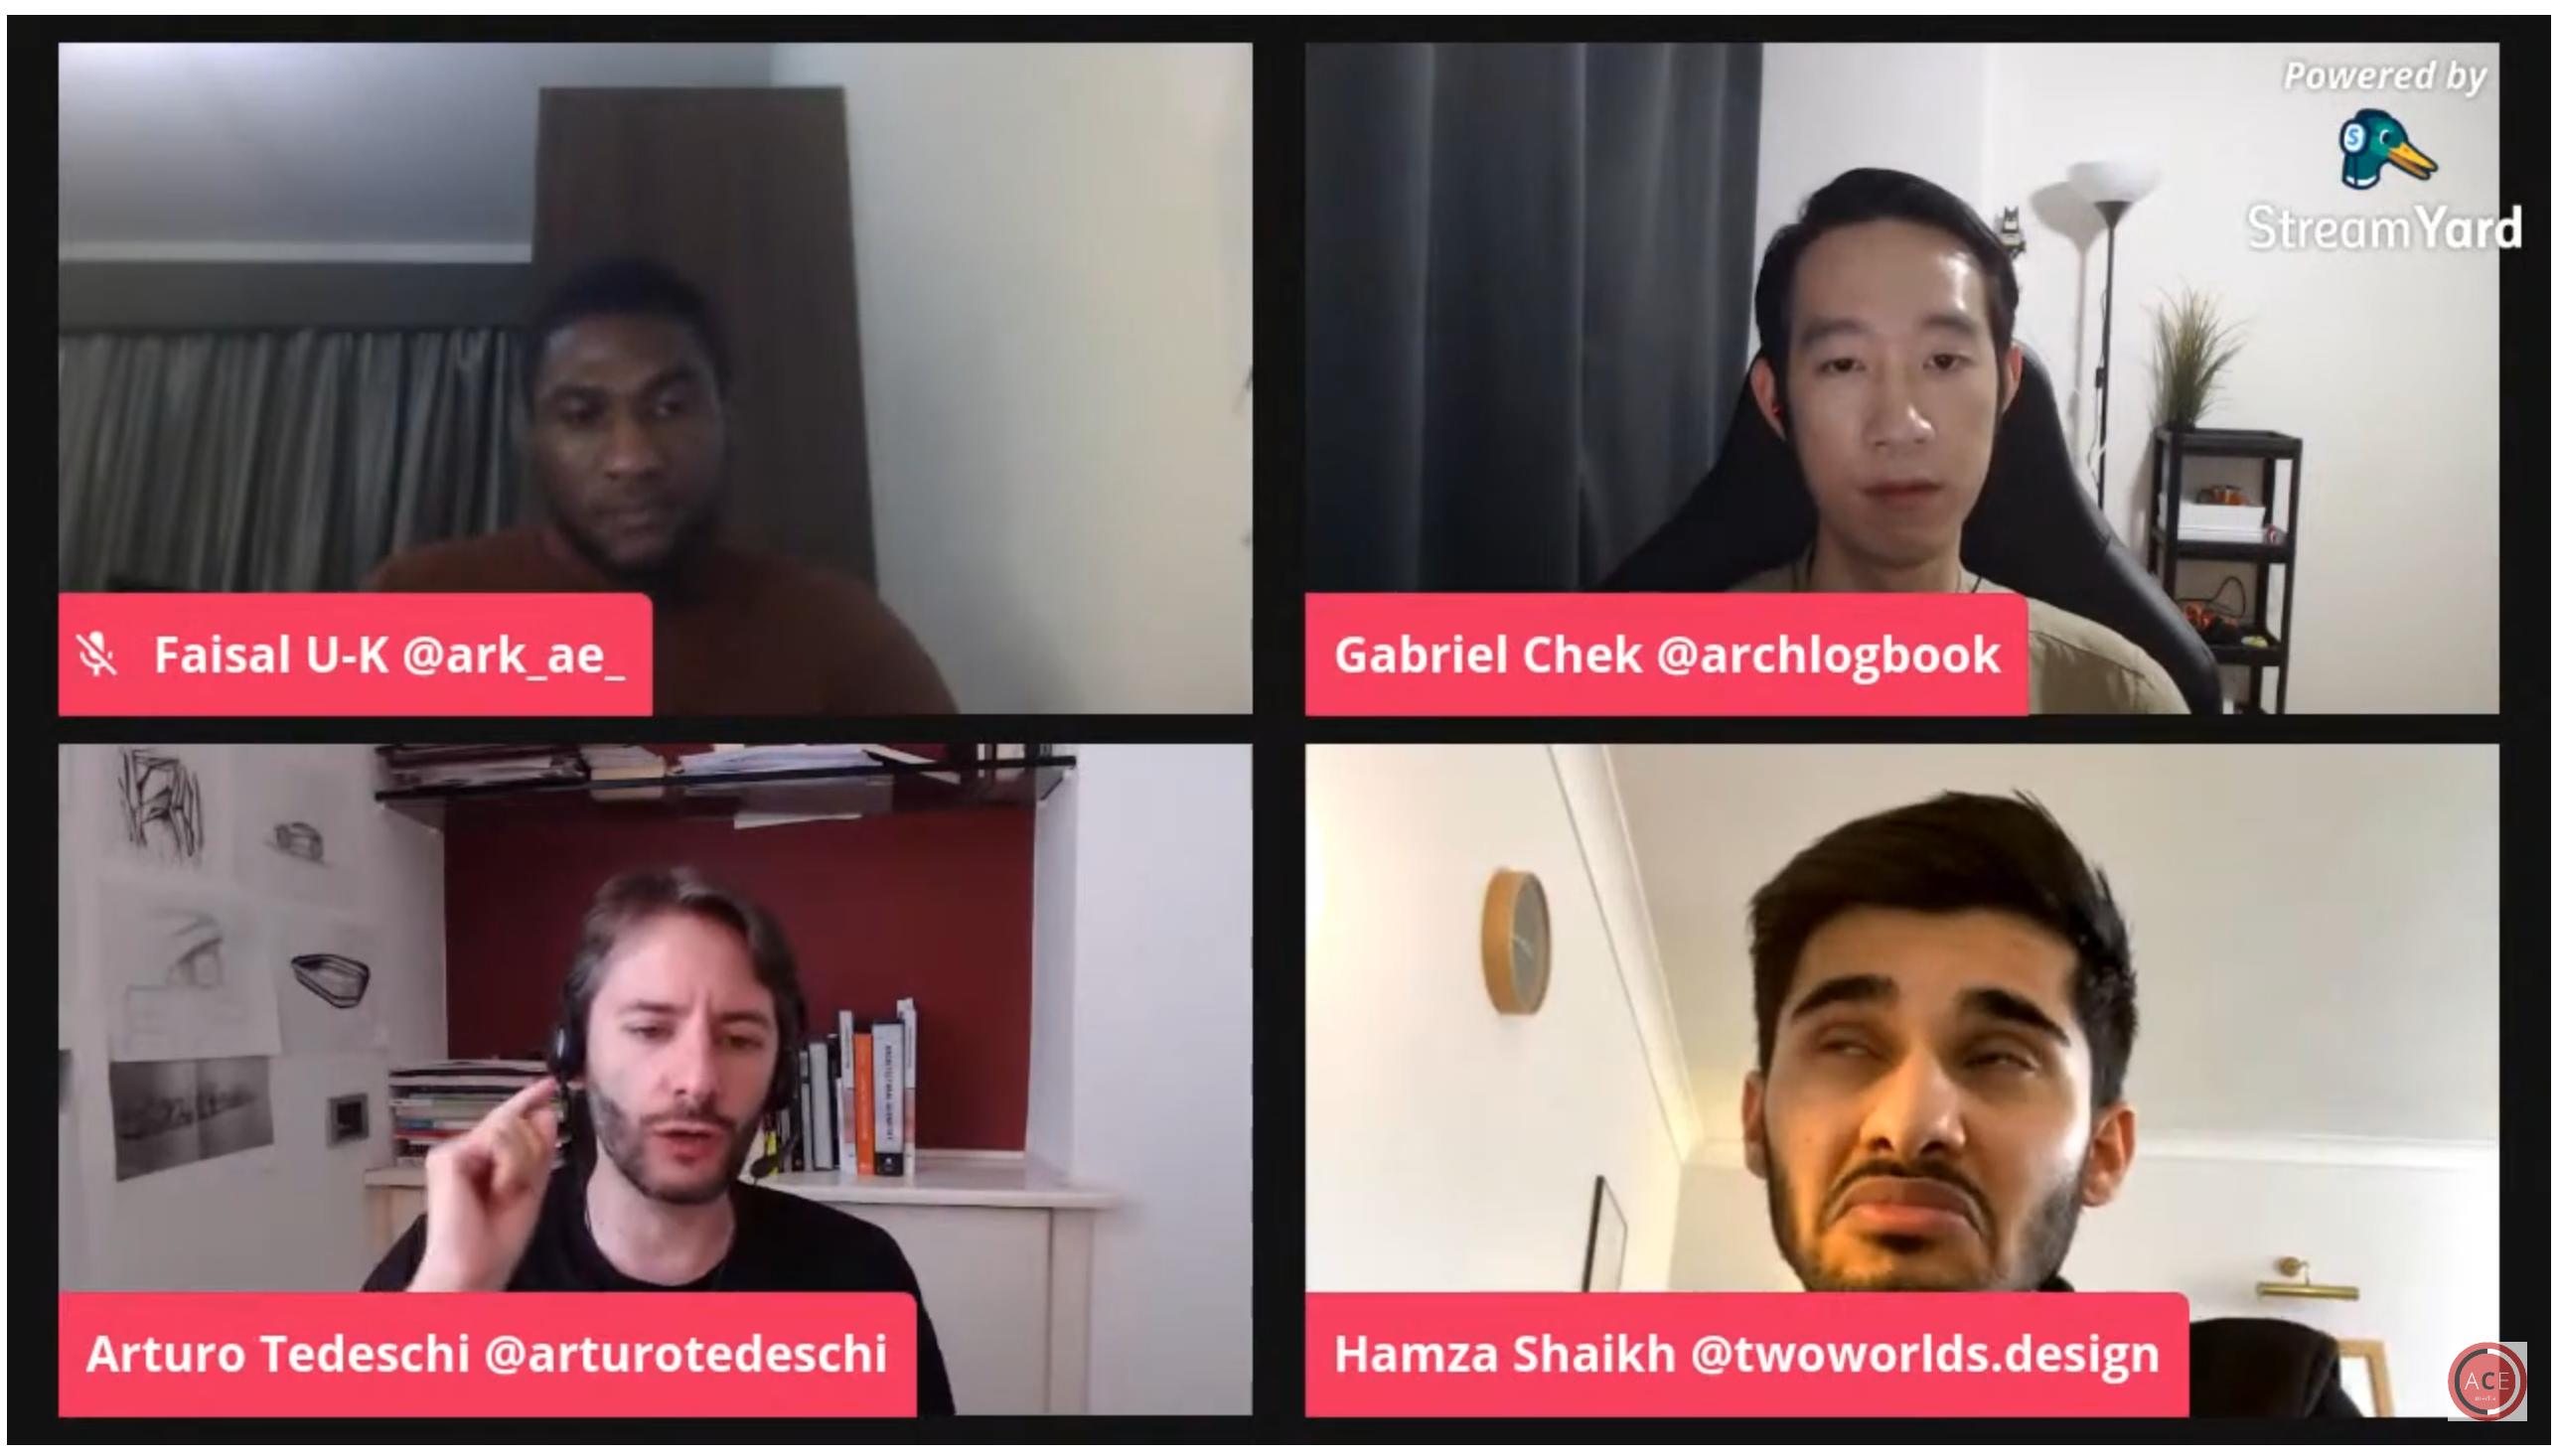 Powered by
S
StreamYard
Faisal U-K @ark_ae_
Gabriel Chek @archlogbook
Arturo Tedeschi @arturotedeschi
Hamza Shaikh @twoworlds.design
ACE